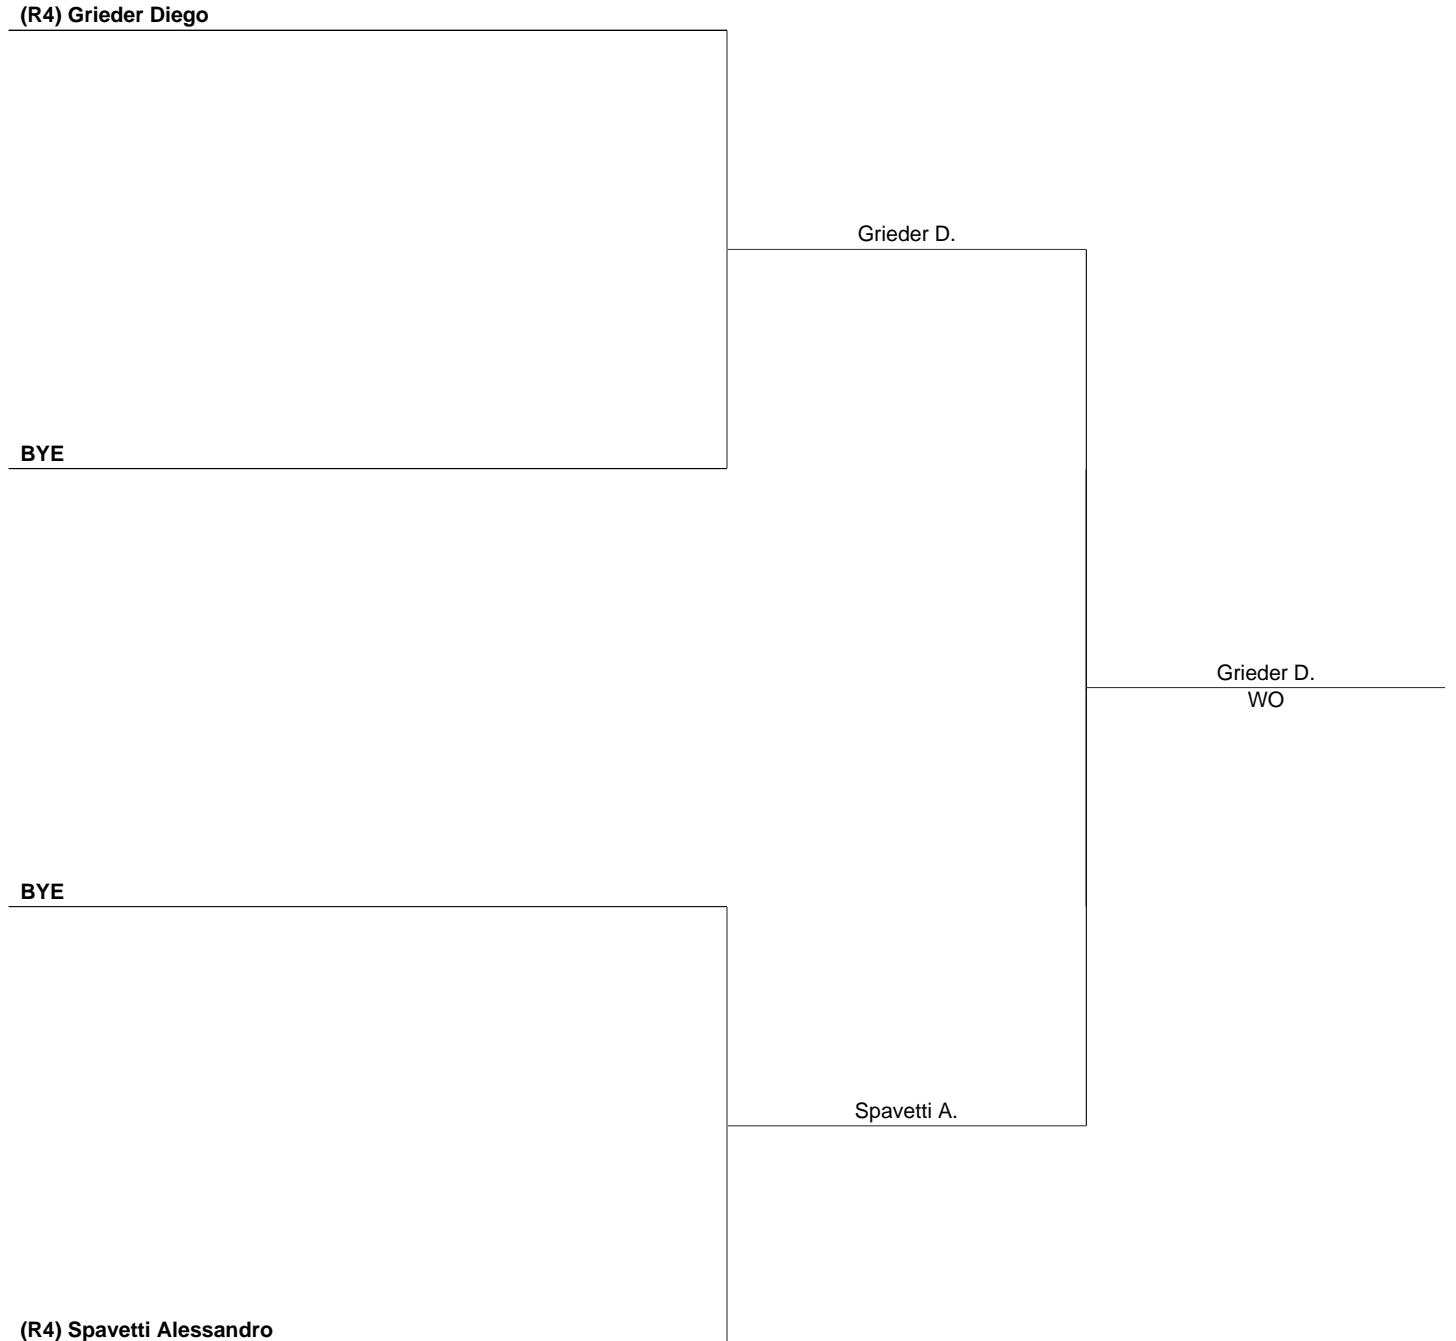 (R4) Grieder Diego
Grieder D.
BYE
Grieder D.
WO
BYE
Spavetti A.
(R4) Spavetti Alessandro